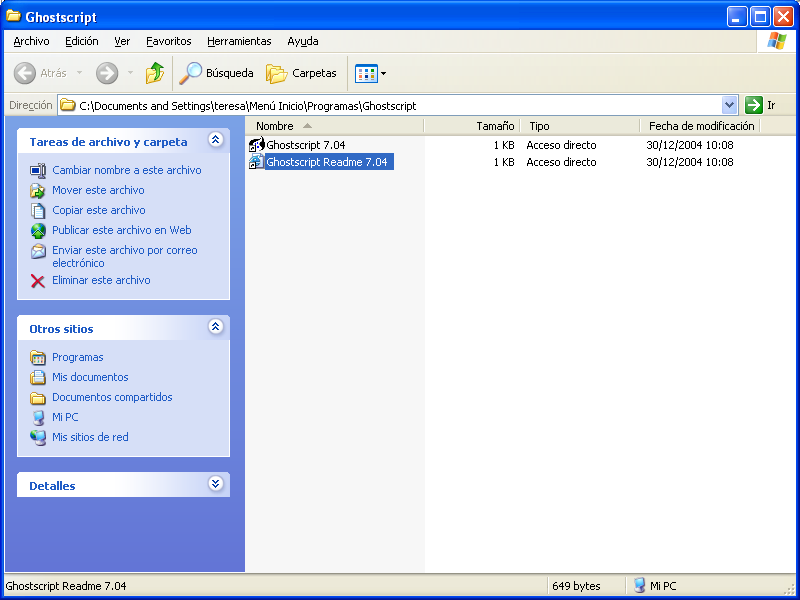 Ghostscript
Archivo Edición Ver Favoritos Herramientas Ayuda
Atrás Búsqueda Carpetas
Dirección C:\Documents and Settings\teresa\Menú Inicio\Programas\Ghostscript Ir
Tareas de archivo y carpeta
Cambiar nombre a este archivo
Mover este archivo
Copiar este archivo
Publicar este archivo en Web
Enviar este archivo por correo
electrónico
Eliminar este archivo
Otros sitios
Programas
Mis documentos
Documentos compartidos
Mi PC
Mis sitios de red
Detalles
Nombre Tamaño Tipo Fecha de modificación
Ghostscript 7.04 1 KB Acceso directo 30/12/2004 10:08
Ghostscript Readme 7.04 1 KB Acceso directo 30/12/2004 10:08
Ghostscript Readme 7.04 649 bytes Mi PC